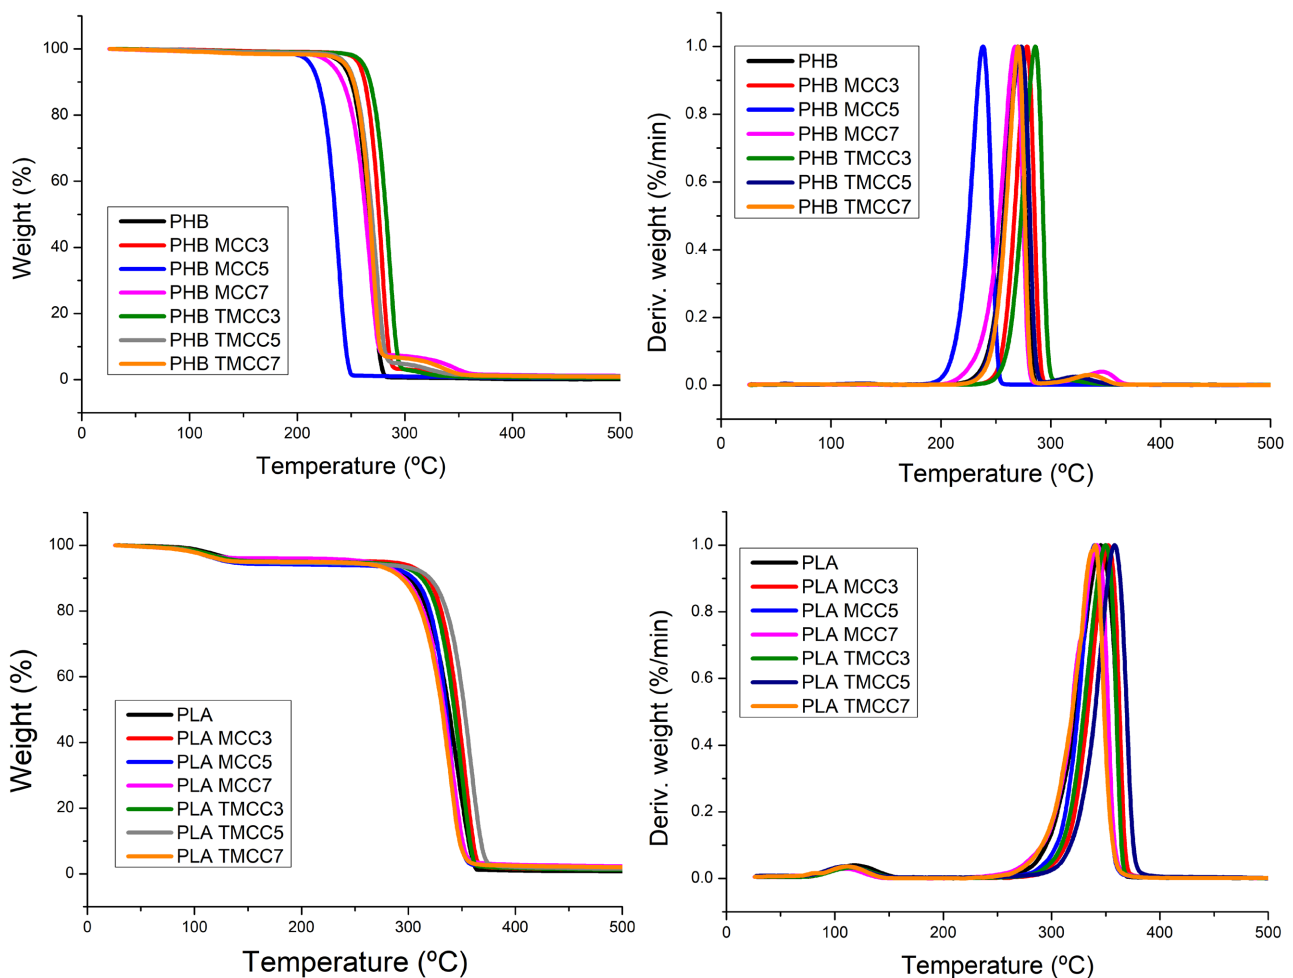 100
80
60
40
20
0
Weight (%)
PHB
PHB MCC3
PHB MCC5
PHB MCC7
PHB TMCC3
PHB TMCC5
PHB TMCC7
0 100 200 300 400 500
Temperature (ºC)
1.0
0.8
0.6
0.4
0.2
0.0
Deriv. weight (%/min)
PHB
PHB MCC3
PHB MCC5
PHB MCC7
PHB TMCC3
PHB TMCC5
PHB TMCC7
0 100 200 300 400 500
Temperature (ºC)
100
80
60
40
20
0
Weight (%)
PLA
PLA MCC3
PLA MCC5
PLA MCC7
PLA TMCC3
PLA TMCC5
PLA TMCC7
0 100 200 300 400 500
Temperature (ºC)
1.0
0.8
0.6
0.4
0.2
0.0
Deriv. weight (%/min)
PLA
PLA MCC3
PLA MCC5
PLA MCC7
PLA TMCC3
PLA TMCC5
PLA TMCC7
0 100 200 300 400 500
Temperature (ºC)